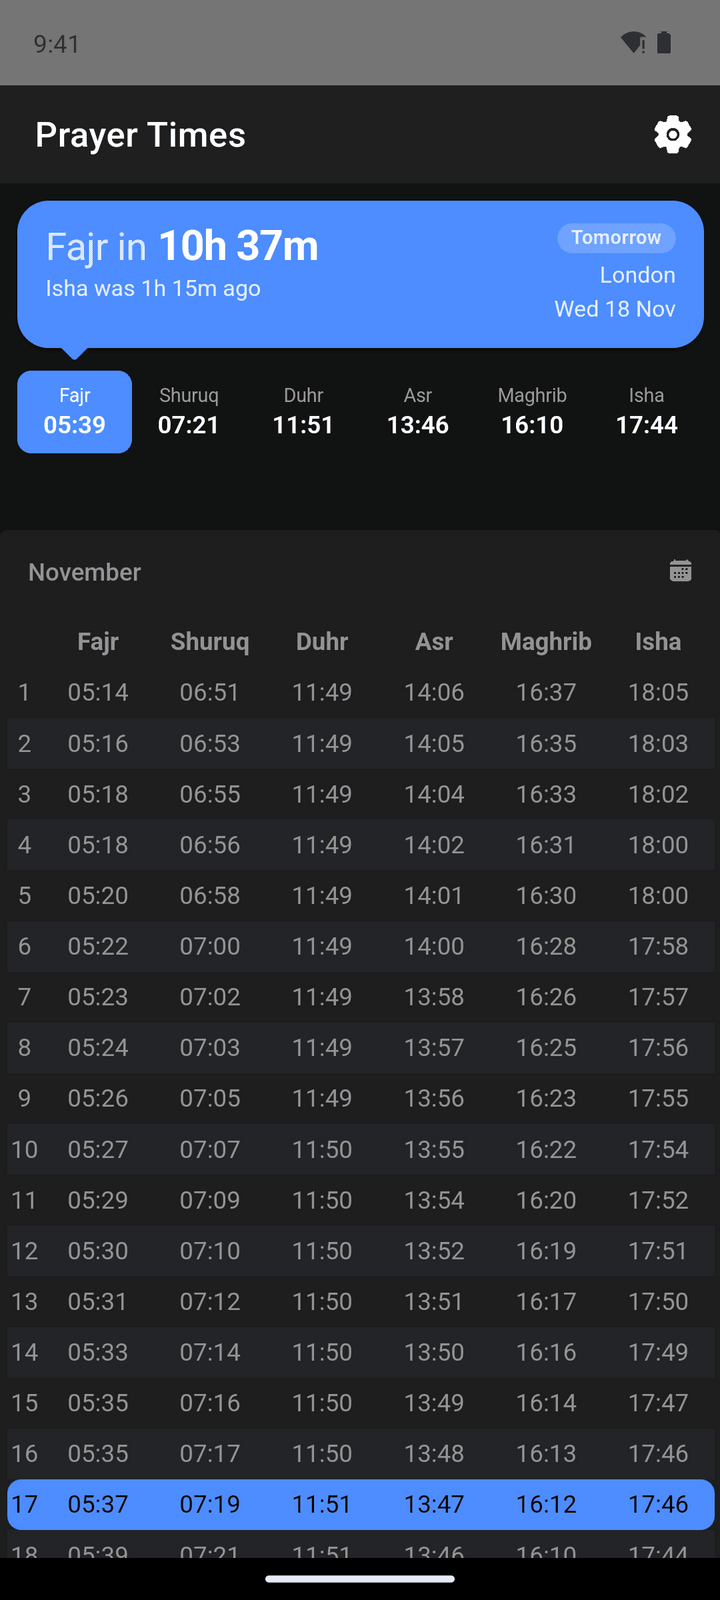 9:41
Prayer Times
Fajr in 10h 37m
Isha was 1h 15m ago
Tomorrow
London
Wed 18 Nov
Fajr Shuruq Duhr Asr Maghrib Isha
05:39 07:21 11:51 13:46 16:10 17:44
November
Fajr Shuruq Duhr Asr Maghrib Isha
1 05:14 06:51 11:49 14:06 16:37 18:05
2 05:16 06:53 11:49 14:05 16:35 18:03
3 05:18 06:55 11:49 14:04 16:33 18:02
4 05:18 06:56 11:49 14:02 16:31 18:00
5 05:20 06:58 11:49 14:01 16:30 18:00
6 05:22 07:00 11:49 14:00 16:28 17:58
7 05:23 07:02 11:49 13:58 16:26 17:57
8 05:24 07:03 11:49 13:57 16:25 17:56
9 05:26 07:05 11:49 13:56 16:23 17:55
10 05:27 07:07 11:50 13:55 16:22 17:54
11 05:29 07:09 11:50 13:54 16:20 17:52
12 05:30 07:10 11:50 13:52 16:19 17:51
13 05:31 07:12 11:50 13:51 16:17 17:50
14 05:33 07:14 11:50 13:50 16:16 17:49
15 05:35 07:16 11:50 13:49 16:14 17:47
16 05:35 07:17 11:50 13:48 16:13 17:46
17 05:37 07:19 11:51 13:47 16:12 17:46
18 05:39 07:21 11:51 13:46 16:10 17:44